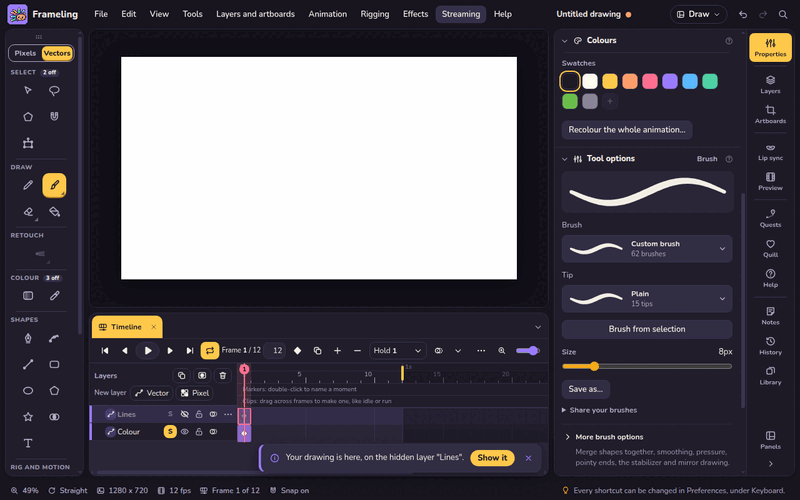 Frameling File Edit View Tools Layers and artboards Animation Rigging Effects Streaming Help Untitled drawing Draw
Pixels Vectors
SELECT 2 off
DRAW
RETOUCH
COLOUR 3 off
SHAPES
T
RIG AND MOTION
Timeline
Frame 1 / 12 12 Hold 1
Layers
New layer Vector Pixel
1 5 10 1s 15 20
Markers: double-click to name a moment
Clips: drag across frames to make one, like idle or run
Lines S
Colour S
Your drawing is here, on the hidden layer "Lines". Show it
Colours
Swatches
Recolour the whole animation...
Tool options Brush
Brush
Custom brush
62 brushes
Tip
Plain
15 tips
Brush from selection
Size 8px
Save as...
Share your brushes
More brush options
Merge shapes together, smoothing, pressure,
pointy ends, the stabilizer and mirror drawing.
Properties
Layers
Artboards
Lip sync
Preview
Quests
Quill
Help
Notes
History
Library
Panels
49% Straight 1280 x 720 12 fps Frame 1 of 12 Snap on
Every shortcut can be changed in Preferences, under Keyboard.